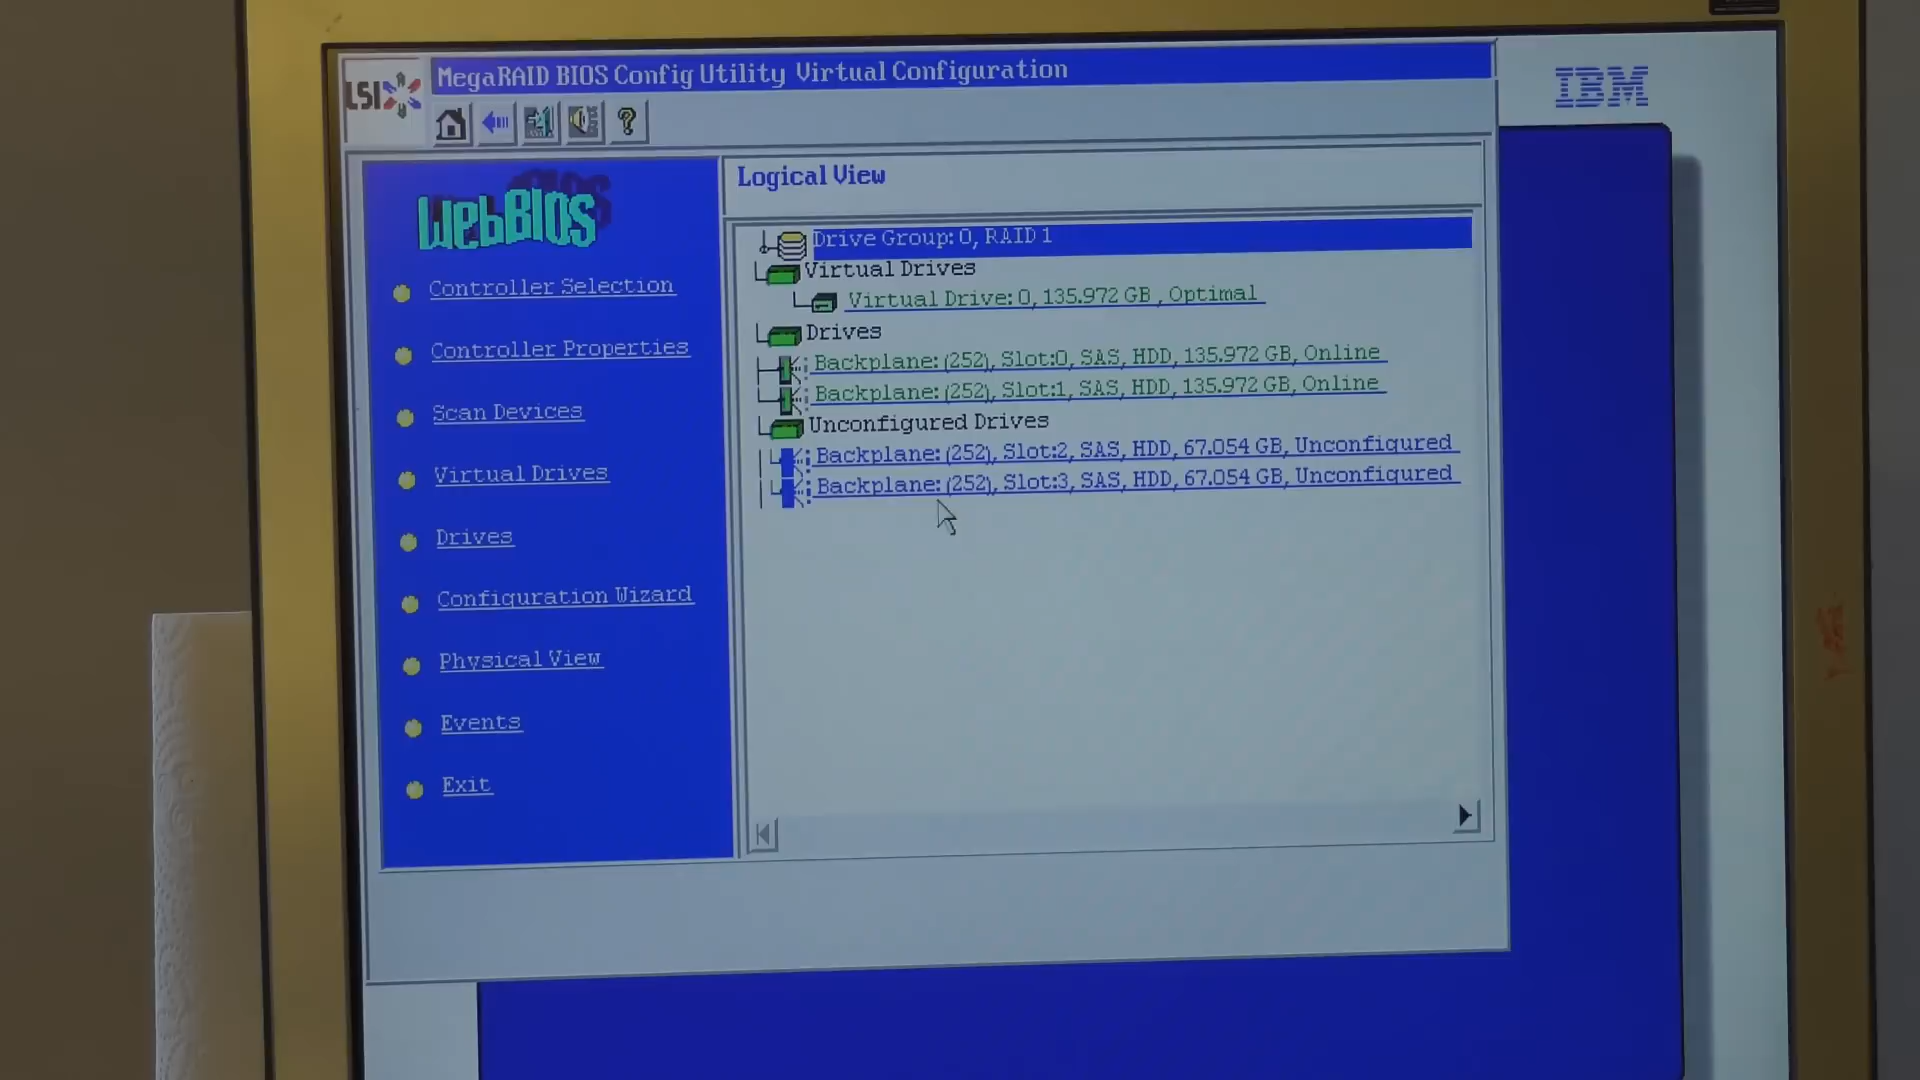 LSI
MegaRAID BIOS Config Utility Virtual Configuration
IBM
WebBIOS
Controller Selection
Controller Properties
Scan Devices
Virtual Drives
Drives
Configuration Wizard
Physical View
Events
Exit
Logical View
Drive Group: 0, RAID 1
Virtual Drives
Virtual Drive: 0, 135.972 GB , Optimal
Drives
Backplane: (252), Slot:0, SAS, HDD, 135.972 GB, Online
Backplane: (252), Slot:1, SAS, HDD, 135.972 GB, Online
Unconfigured Drives
Backplane: (252), Slot:2, SAS, HDD, 67.054 GB, Unconfigured
Backplane: (252), Slot:3, SAS, HDD, 67.054 GB, Unconfigured